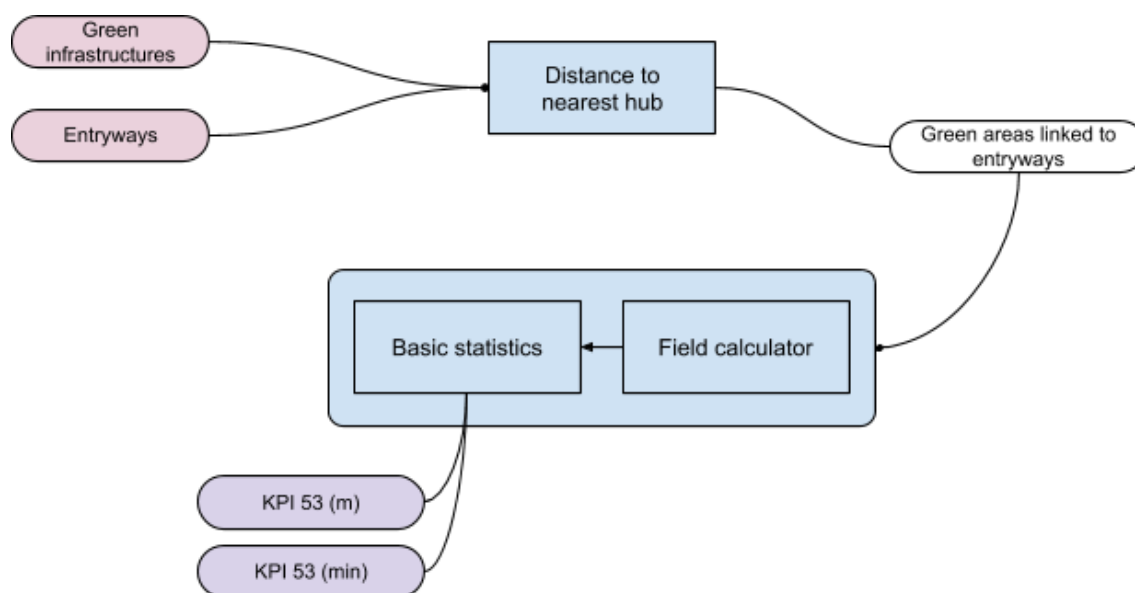 Green
infrastructures
Distance to
nearest hub
Entryways
Green areas linked to
entryways
Basic statistics
Field calculator
KPI 53 (m)
KPI 53 (min)